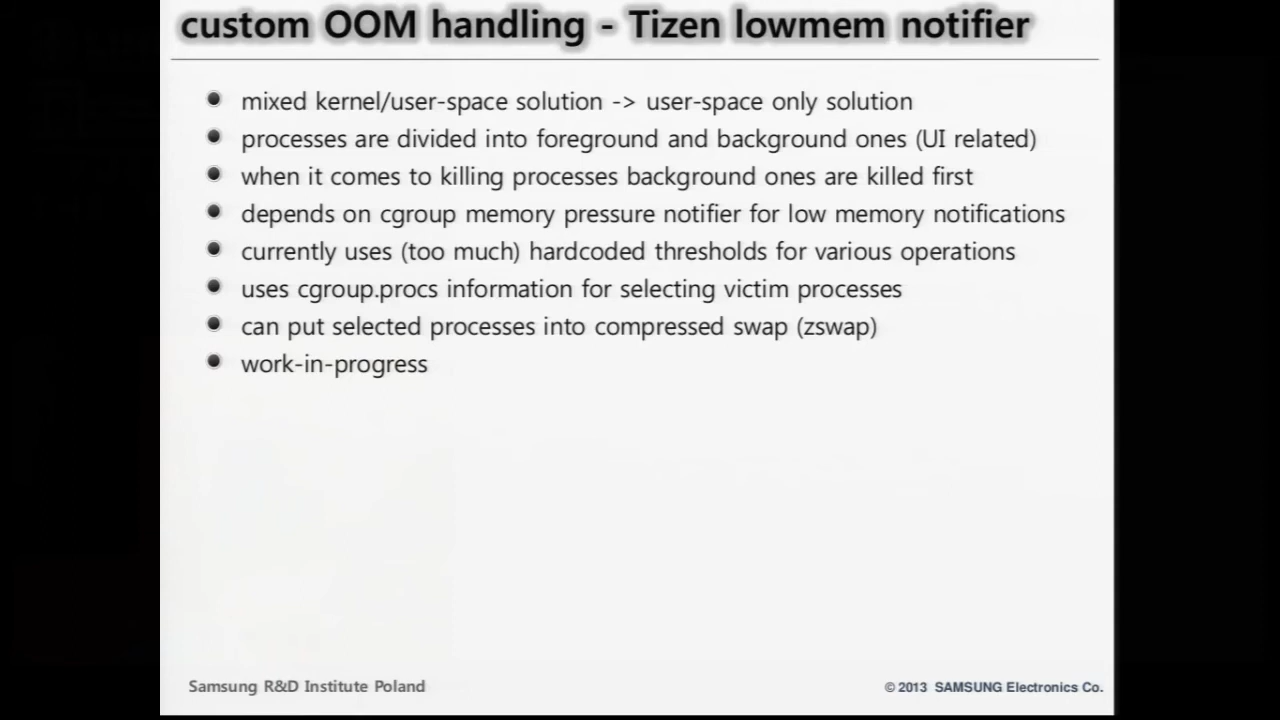 custom OOM handling - Tizen lowmem notifier
mixed kernel/user-space solution -> user-space only solution
processes are divided into foreground and background ones (UI related)
when it comes to killing processes background ones are killed first
depends on cgroup memory pressure notifier for low memory notifications
currently uses (too much) hardcoded thresholds for various operations
uses cgroup.procs information for selecting victim processes
can put selected processes into compressed swap (zswap)
work-in-progress
Samsung R&D Institute Poland
© 2013 SAMSUNG Electronics Co.